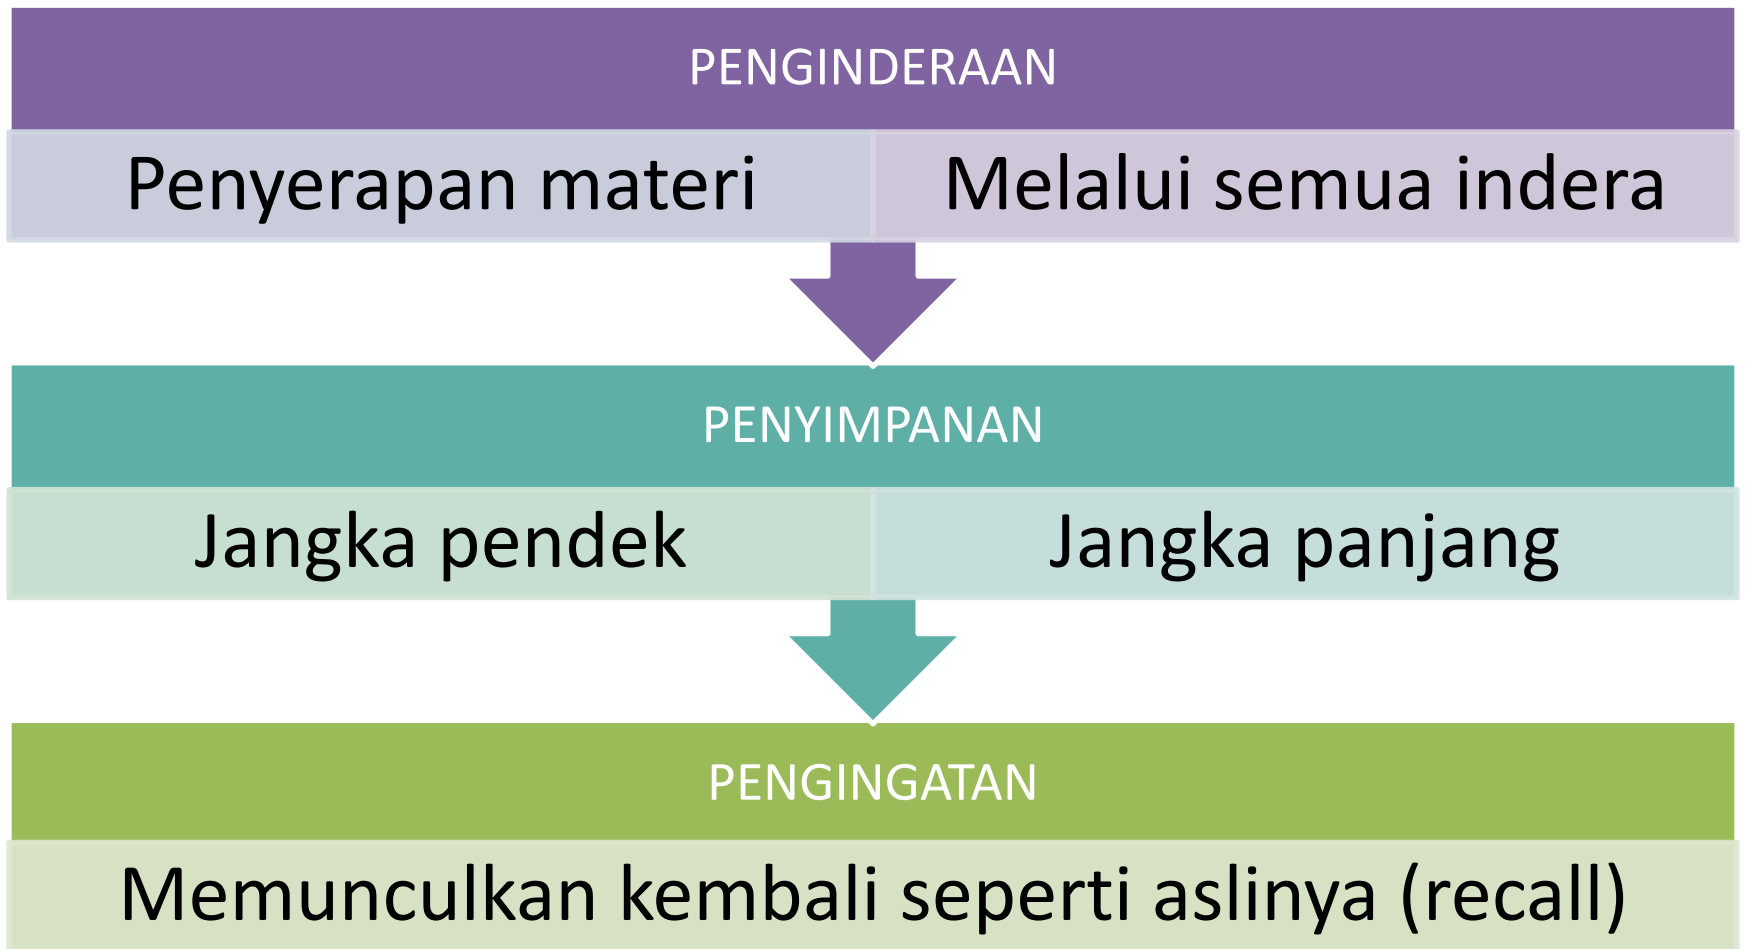 PENGINDERAAN
Penyerapan materi
Melalui semua indera
PENYIMPANAN
Jangka pendek
Jangka panjang
PENGINGATAN
Memunculkan kembali seperti aslinya (recall)